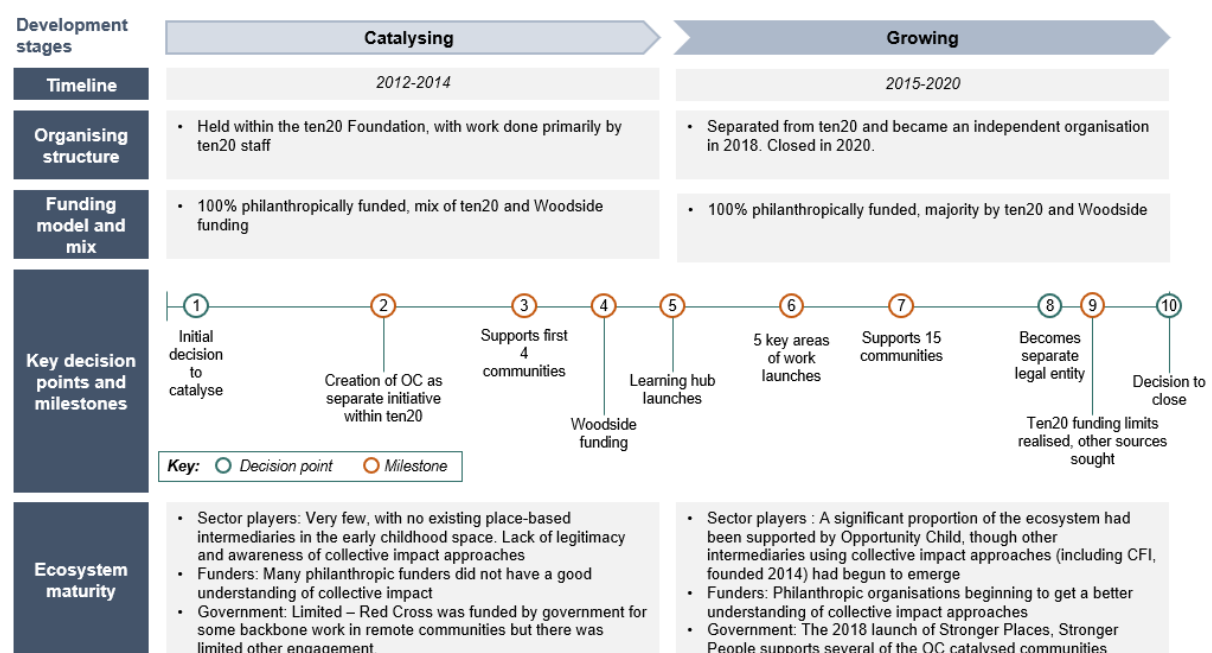 Development
stages
Catalysing
Growing
Timeline
2012-2014
2015-2020
Organising
structure
• Held within the ten20 Foundation, with work done primarily by
ten20 staff
• Separated from ten20 and became an independent organisation
in 2018. Closed in 2020.
Funding
model and
mix
• 100% philanthropically funded, mix of ten20 and Woodside
funding
• 100% philanthropically funded, majority by ten20 and Woodside
Key decision
points and
milestones
1
Initial
decision
to
catalyse
2
Creation of OC as
separate initiative
within ten20
3
Supports first
4
communities
4
Woodside
funding
5
Learning hub
launches
6
5 key areas
of work
launches
7
Supports 15
communities
8
Becomes
separate
legal entity
9
Ten20 funding limits
realised, other sources
sought
10
Decision to
close
Key: Decision point Milestone
Ecosystem
maturity
• Sector players: Very few, with no existing place-based
intermediaries in the early childhood space. Lack of legitimacy
and awareness of collective impact approaches
• Funders: Many philanthropic funders did not have a good
understanding of collective impact
• Government: Limited – Red Cross was funded by government for
some backbone work in remote communities but there was
limited other engagement.
• Sector players : A significant proportion of the ecosystem had
been supported by Opportunity Child, though other
intermediaries using collective impact approaches (including CFI,
founded 2014) had begun to emerge
• Funders: Philanthropic organisations beginning to get a better
understanding of collective impact approaches
• Government: The 2018 launch of Stronger Places, Stronger
People supports several of the OC catalysed communities